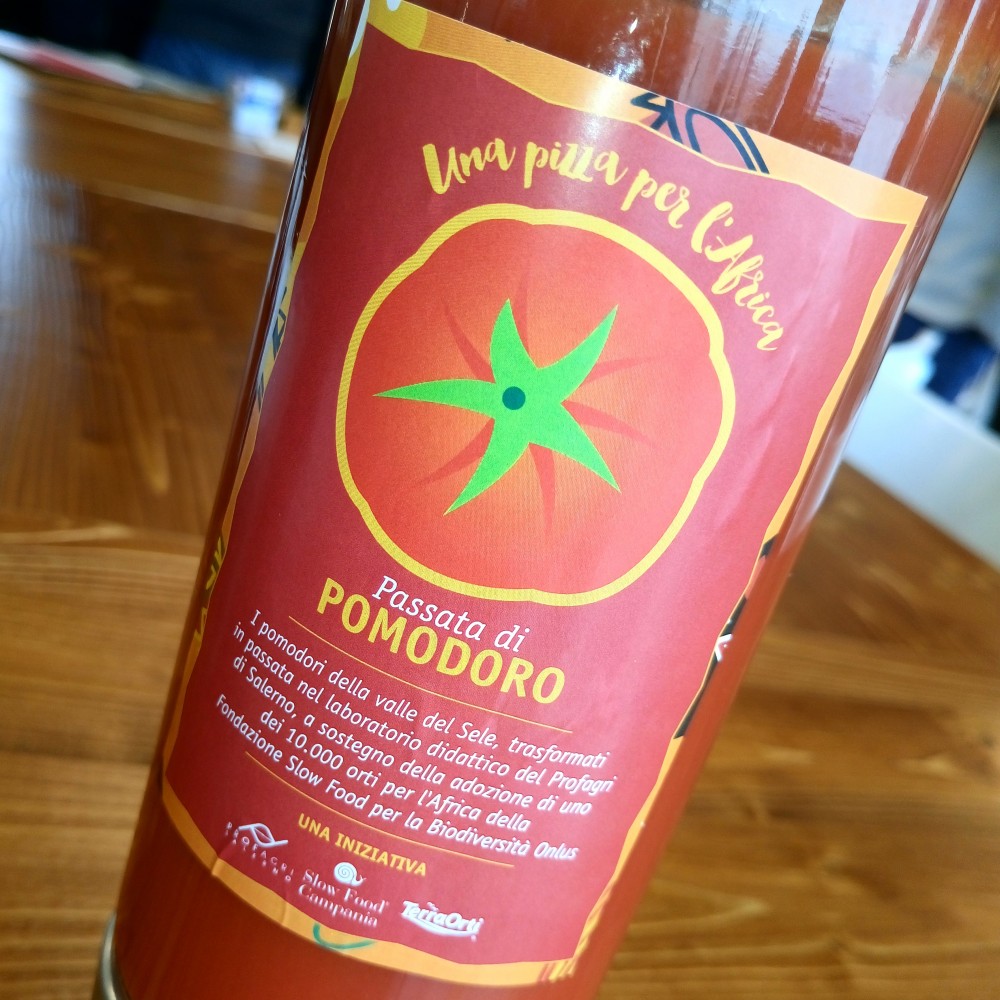 Una pizza per l'Africa
Passata di
POMODORO
I pomodori della valle del Sele, trasformati
in passata nel laboratorio didattico del Profagri
di Salerno, a sostegno della adozione di uno
dei 10.000 orti per l'Africa della
Fondazione Slow Food per la Biodiversità Onlus
UNA INIZIATIVA
PROFAGRI
SALERNO
Slow Food
Campania
TerraOrti